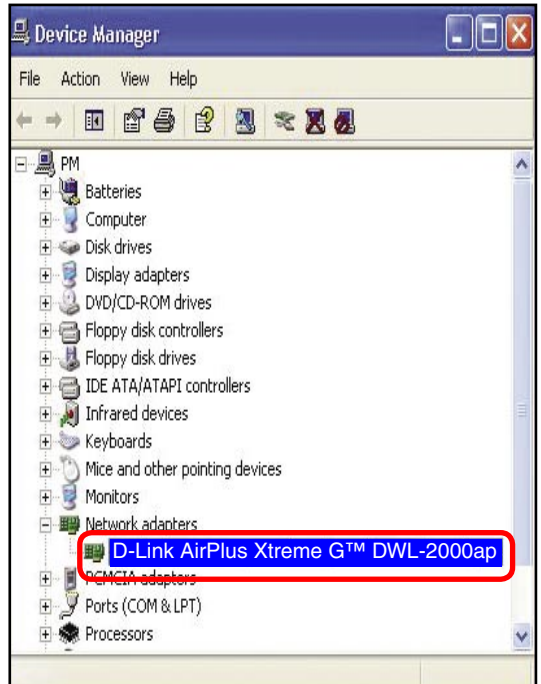 Device Manager
File Action View Help
PM
Batteries
Computer
Disk drives
Display adapters
DVD/CD-ROM drives
Floppy disk controllers
Floppy disk drives
IDE ATA/ATAPI controllers
Infrared devices
Keyboards
Mice and other pointing devices
Monitors
Network adapters
D-Link AirPlus Xtreme G™ DWL-2000ap
PCMCIA adapters
Ports (COM & LPT)
Processors